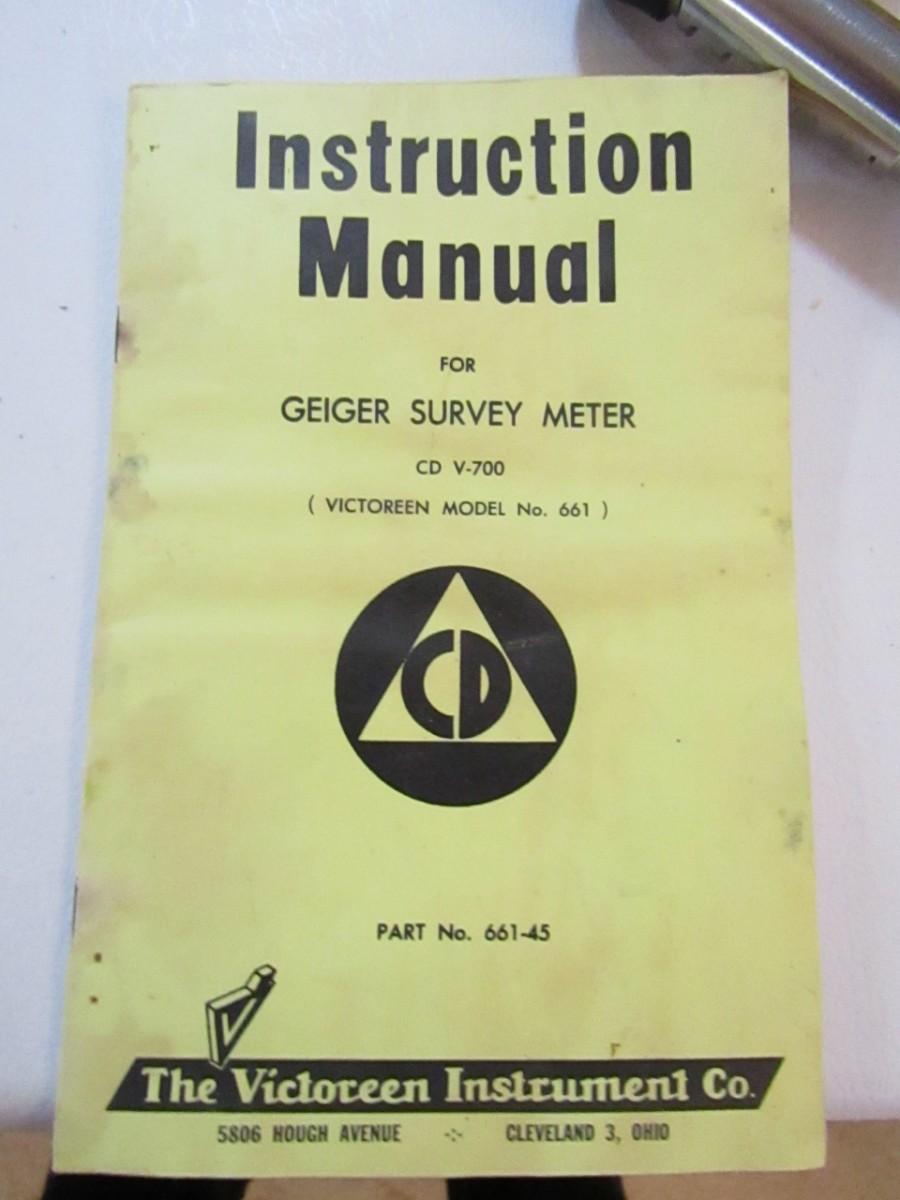 Instruction
Manual
FOR
GEIGER SURVEY METER
CD V-700
( VICTOREEN MODEL No. 661 )
CD
PART No. 661-45
The Victoreen Instrument Co.
5806 HOUGH AVENUE -:- CLEVELAND 3, OHIO